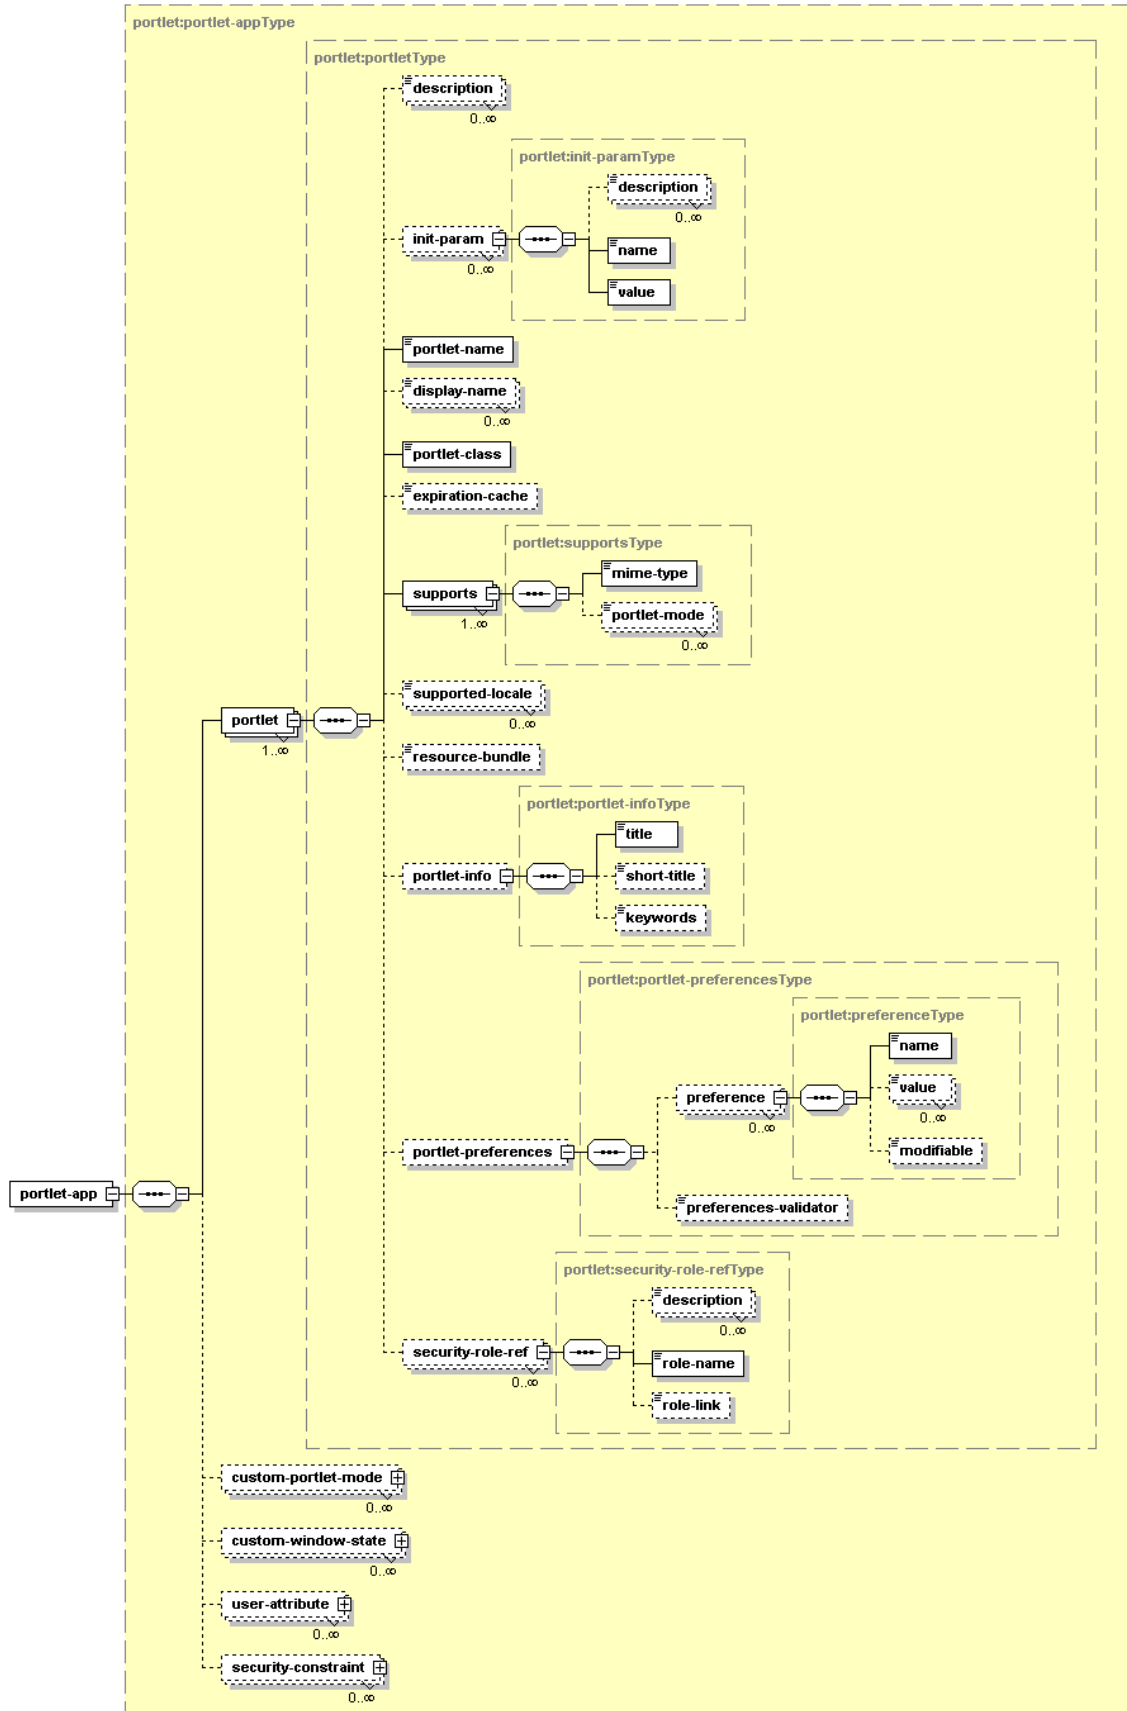 portlet:portlet-appType
portlet:portletType
description
0..∞
portlet:init-paramType
description
0..∞
init-param
0..∞
name
value
portlet-name
display-name
0..∞
portlet-class
expiration-cache
portlet:supportsType
mime-type
supports
1..∞
portlet-mode
0..∞
supported-locale
0..∞
portlet
1..∞
resource-bundle
portlet:portlet-infoType
title
portlet-info
short-title
keywords
portlet:portlet-preferencesType
portlet:preferenceType
name
preference
0..∞
value
0..∞
modifiable
portlet-preferences
portlet-app
preferences-validator
portlet:security-role-refType
description
0..∞
security-role-ref
0..∞
role-name
role-link
custom-portlet-mode
0..∞
custom-window-state
0..∞
user-attribute
0..∞
security-constraint
0..∞